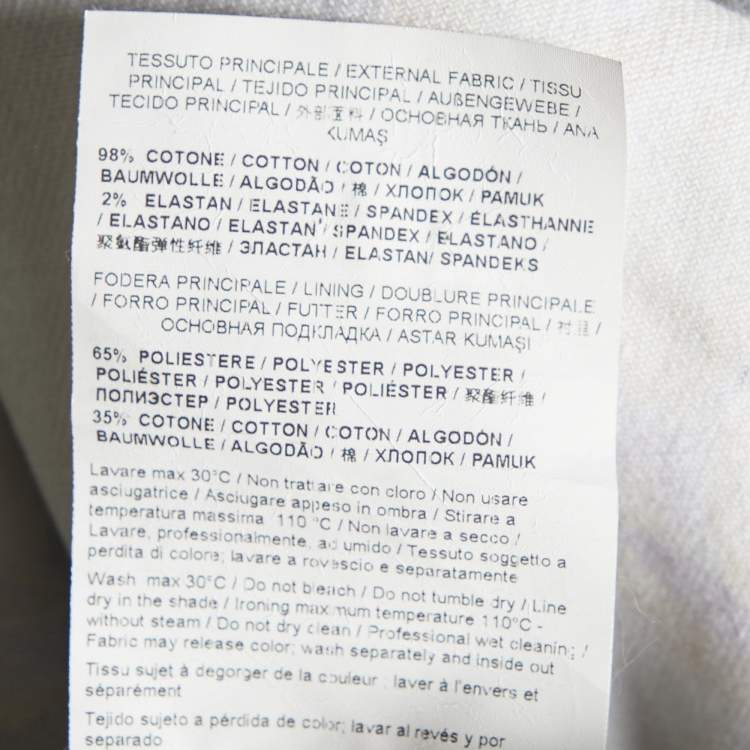 TESSUTO PRINCIPALE / EXTERNAL FABRIC / TISSU
PRINCIPAL / TEJIDO PRINCIPAL / AUßENGEWEBE /
TECIDO PRINCIPAL / 外部面料 / ОСНОВНАЯ ТКАНЬ / ANA
KUMAŞ
98% COTONE / COTTON / COTON / ALGODÓN /
BAUMWOLLE / ALGODÃO / 棉 / ХЛОПОК / PAMUK
2% ELASTAN / ELASTANE / SPANDEX / ÉLASTHANNE
/ ELASTANO / ELASTAN / SPANDEX / ELASTANO /
聚氨酯弹性纤维 / ЭЛАСТАН / ELASTAN/ SPANDEKS
FODERA PRINCIPALE / LINING / DOUBLURE PRINCIPALE
/ FORRO PRINCIPAL / FUTTER / FORRO PRINCIPAL / 衬里 /
ОСНОВНАЯ ПОДКЛАДКА / ASTAR KUMAŞI
65% POLIESTERE / POLYESTER / POLYESTER /
POLIÉSTER / POLYESTER / POLIÉSTER / 聚酯纤维 /
ПОЛИЭСТЕР / POLYESTER
35% COTONE / COTTON / COTON / ALGODÓN /
BAUMWOLLE / ALGODÃO / 棉 / ХЛОПОК / PAMUK
Lavare max 30°C / Non trattare con cloro / Non usare
asciugatrice / Asciugare appeso in ombra / Stirare a
temperatura massima 110 °C / Non lavare a secco /
Lavare, professionalmente, ad umido / Tessuto soggetto a
perdita di colore; lavare a rovescio e separatamente
Wash max 30°C / Do not bleach / Do not tumble dry / Line
dry in the shade / Ironing maximum temperature 110°C -
without steam / Do not dry clean / Professional wet cleaning /
Fabric may release color; wash separately and inside out
Tissu sujet à dégorger de la couleur ; laver à l'envers et
séparément
Tejido sujeto a pérdida de color; lavar al revés y por
separado